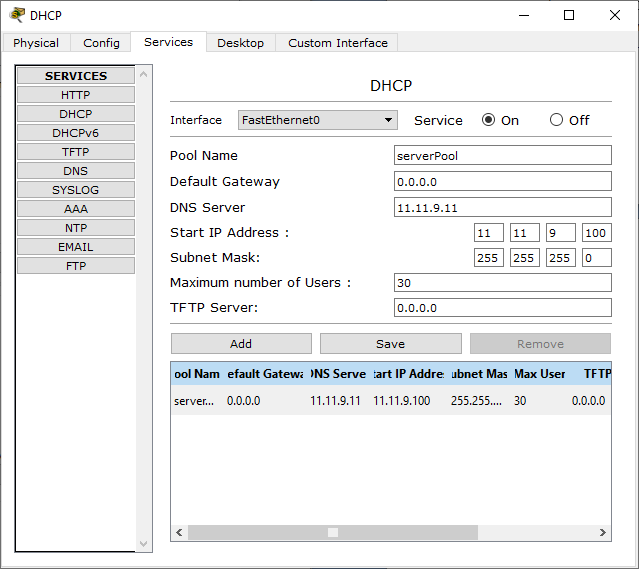 DHCP
Physical Config Services Desktop Custom Interface
SERVICES
HTTP
DHCP
DHCPv6
TFTP
DNS
SYSLOG
AAA
NTP
EMAIL
FTP
DHCP
Interface FastEthernet0 Service On Off
Pool Name serverPool
Default Gateway 0.0.0.0
DNS Server 11.11.9.11
Start IP Address : 11 11 9 100
Subnet Mask: 255 255 255 0
Maximum number of Users : 30
TFTP Server: 0.0.0.0
Add Save Remove
ool Nam efault Gatewa DNS Serve tart IP Addre ubnet Mas Max User TFTP
server... 0.0.0.0 11.11.9.11 11.11.9.100 255.255.... 30 0.0.0.0